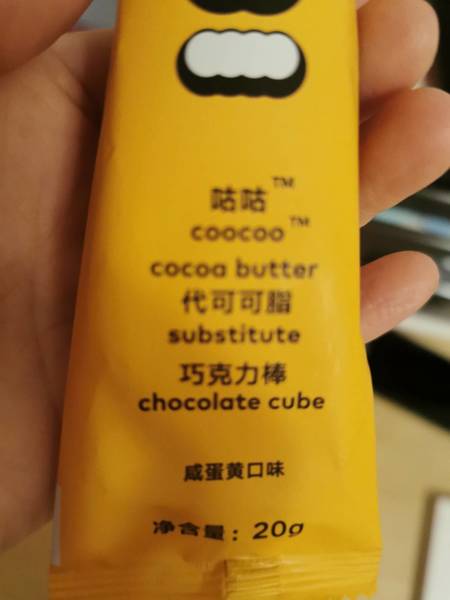 咕咕™
coocoo™
cocoa butter
代可可脂
substitute
巧克力棒
chocolate cube
咸蛋黄口味
净含量：20g